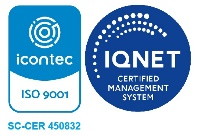 icontec
ISO 9001
SC-CER 450832
IQNET
CERTIFIED
MANAGEMENT
SYSTEM